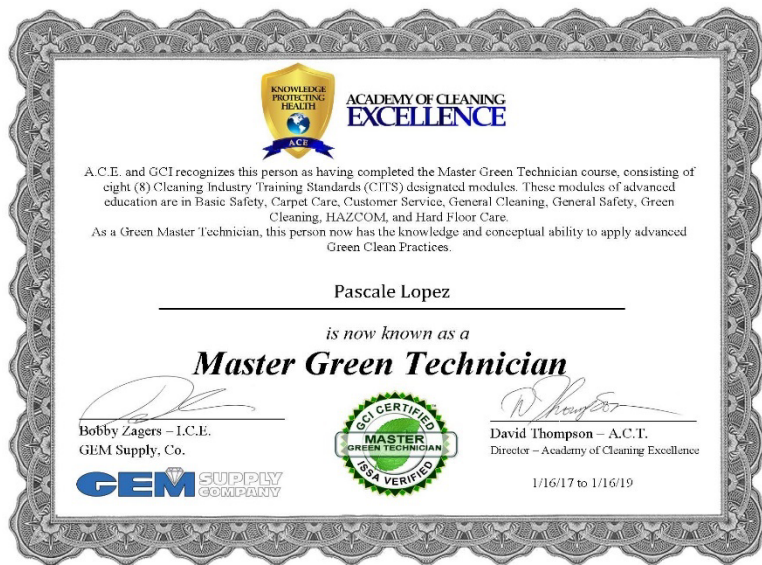 KNOWLEDGE
PROTECTING
HEALTH
ACE
ACADEMY OF CLEANING
EXCELLENCE
A.C.E. and GCI recognizes this person as having completed the Master Green Technician course, consisting of
eight (8) Cleaning Industry Training Standards (CITS) designated modules. These modules of advanced
education are in Basic Safety, Carpet Care, Customer Service, General Cleaning, General Safety, Green
Cleaning, HAZCOM, and Hard Floor Care.
As a Green Master Technician, this person now has the knowledge and conceptual ability to apply advanced
Green Clean Practices.
Pascale Lopez
is now known as a
Master Green Technician
Bobby Zagers – I.C.E.
GEM Supply, Co.
GEM SUPPLY
COMPANY
GCI CERTIFIED
MASTER
GREEN TECHNICIAN
ISSA VERIFIED
David Thompson – A.C.T.
Director – Academy of Cleaning Excellence
1/16/17 to 1/16/19